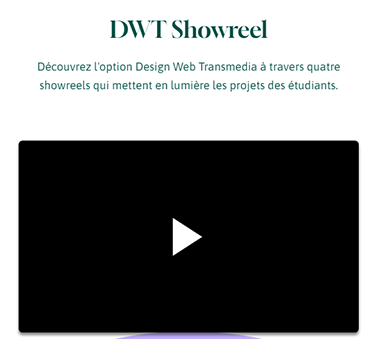 DWT Showreel
Découvrez l'option Design Web Transmedia à travers quatre
showreels qui mettent en lumière les projets des étudiants.